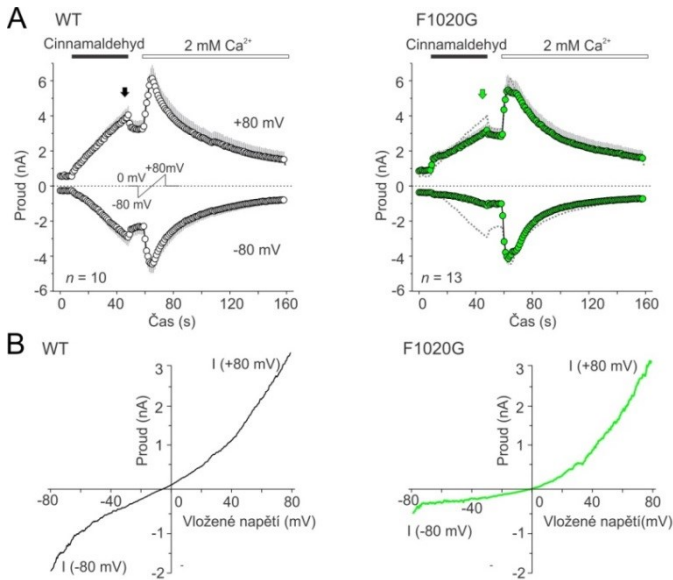 A
WT
Cinnamaldehyd
2 mM Ca²⁺
Proud (nA)
6
4
2
0
-2
-4
-6
+80 mV
0 mV
+80mV
-80 mV
-80 mV
n = 10
0 40 80 120 160
Čas (s)
F1020G
Cinnamaldehyd
2 mM Ca²⁺
Proud (nA)
6
4
2
0
-2
-4
-6
+80 mV
-80 mV
n = 13
0 40 80 120 160
Čas (s)
B
WT
I (+80 mV)
Proud (nA)
3
2
1
-80 -40 0 40 80
Vložené napětí (mV)
-1
-2
I (-80 mV)
F1020G
I (+80 mV)
Proud (nA)
3
2
1
-80 -40 0 40 80
Vložené napětí(mV)
I (-80 mV)
-1
-2